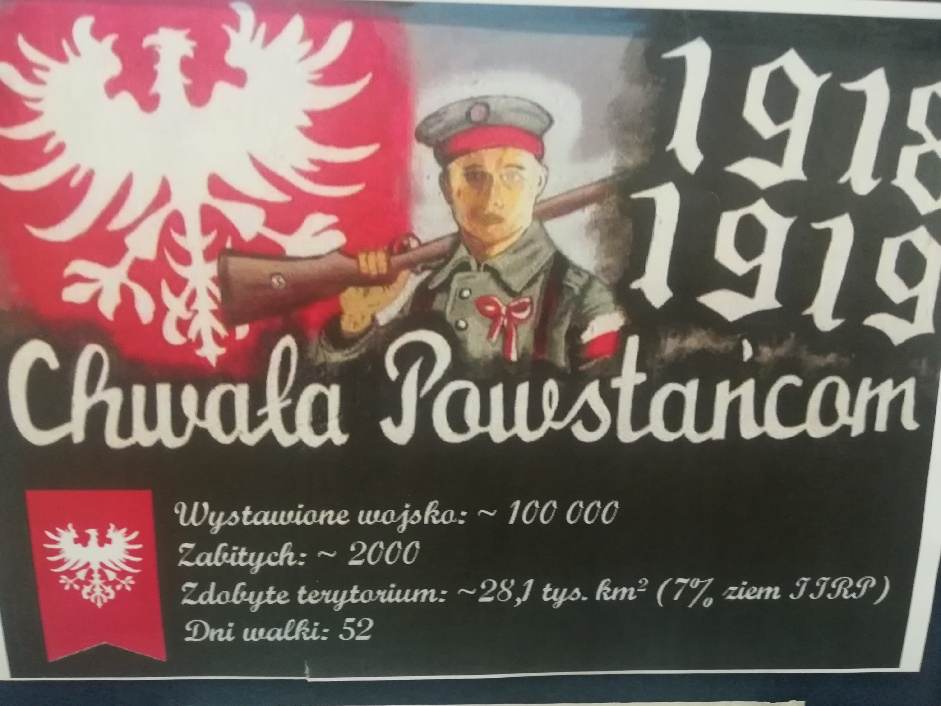 1918
1919
Chwała Powstańcom
Wystawione wojsko: ~ 100 000
Zabitych: ~ 2000
Zdobyte terytorium: ~28,1 tys. km² (7% ziem IIRP)
Dni walki: 52